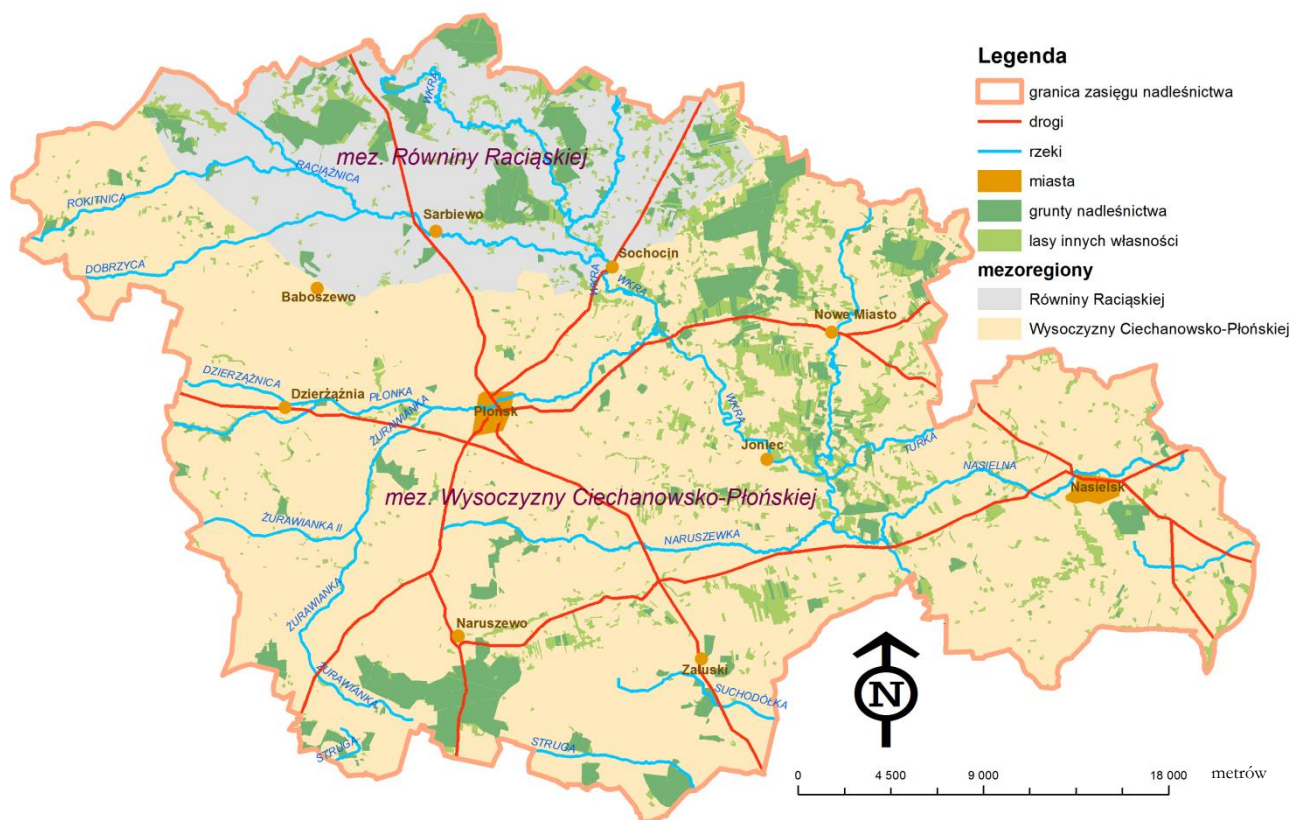 Legenda
granica zasięgu nadleśnictwa
drogi
rzeki
miasta
grunty nadleśnictwa
lasy innych własności
mezoregiony
Równiny Raciąskiej
Wysoczyzny Ciechanowsko-Płońskiej
WKRA
mez. Równiny Raciąskiej
RACIĄŻNICA
ROKITNICA
Sarbiewo
DOBRZYCA
Sochocin
WKRA
WKRA
Baboszewo
Nowe Miasto
DZIERZĄŻNICA
Dzierzążnia
PŁONKA
ŻURAWIANKA
Płońsk
WKRA
Joniec
TURKA
NASIELNA
Nasielsk
mez. Wysoczyzny Ciechanowsko-Płońskiej
ŻURAWIANKA II
NARUSZEWKA
ŻURAWIANKA
Naruszewo
Załuski
ŻURAWIANKA
SUCHODÓŁKA
STRUGA
STRUGA
N
0 4 500 9 000 18 000 metrów